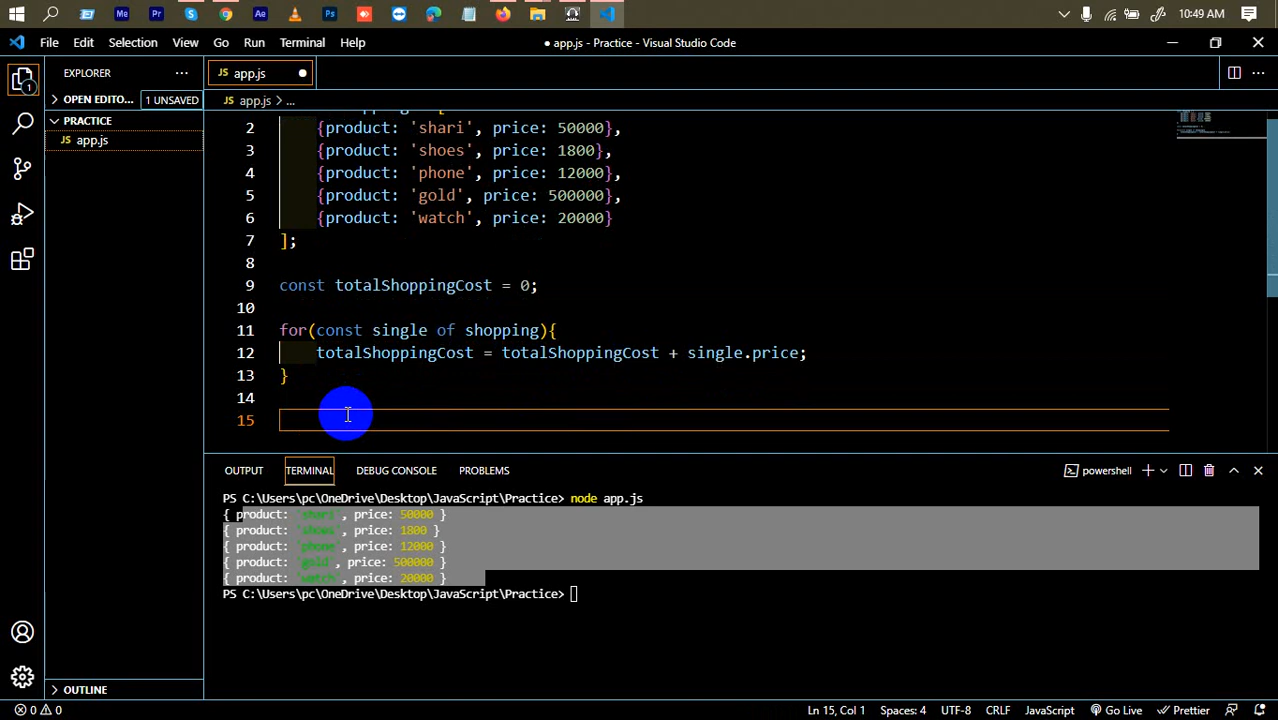 Me
Pr
Ae
Ps
10:49 AM
File Edit Selection View Go Run Terminal Help
● app.js - Practice - Visual Studio Code
EXPLORER
JS app.js
OPEN EDITO... 1 UNSAVED
JS app.js > ...
PRACTICE
JS app.js
2 {product: 'shari', price: 50000},
3 {product: 'shoes', price: 1800},
4 {product: 'phone', price: 12000},
5 {product: 'gold', price: 500000},
6 {product: 'watch', price: 20000}
7 ];
8
9 const totalShoppingCost = 0;
10
11 for(const single of shopping){
12 totalShoppingCost = totalShoppingCost + single.price;
13 }
14
15
OUTPUT TERMINAL DEBUG CONSOLE PROBLEMS
powershell
PS C:\Users\pc\OneDrive\Desktop\JavaScript\Practice> node app.js
{ product: 'shari', price: 50000 }
{ product: 'shoes', price: 1800 }
{ product: 'phone', price: 12000 }
{ product: 'gold', price: 500000 }
{ product: 'watch', price: 20000 }
PS C:\Users\pc\OneDrive\Desktop\JavaScript\Practice>
1
OUTLINE
0 0
Ln 15, Col 1 Spaces: 4 UTF-8 CRLF JavaScript Go Live Prettier